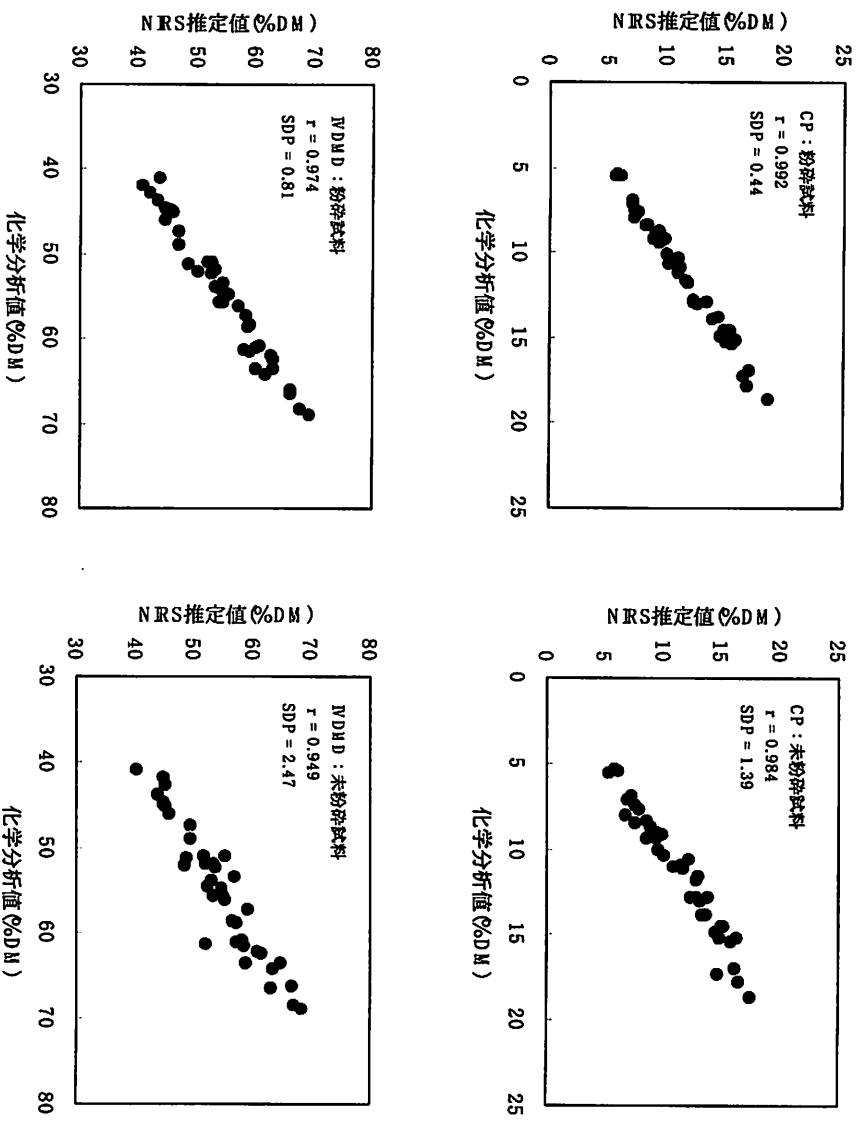 NIRS推定値(%DM)
25
20
15
10
5
0
CP：粉砕試料
r = 0.992
SDP = 0.44
0
5
10
15
20
25
化学分析値(%DM)
NIRS推定値(%DM)
25
20
15
10
5
0
CP：未粉砕試料
r = 0.984
SDP = 1.39
0
5
10
15
20
25
化学分析値(%DM)
NIRS推定値(%DM)
80
70
60
50
40
30
IVDMD：粉砕試料
r = 0.974
SDP = 0.81
30
40
50
60
70
80
化学分析値(%DM)
NIRS推定値(%DM)
80
70
60
50
40
30
IVDMD：未粉砕試料
r = 0.949
SDP = 2.47
30
40
50
60
70
80
化学分析値(%DM)